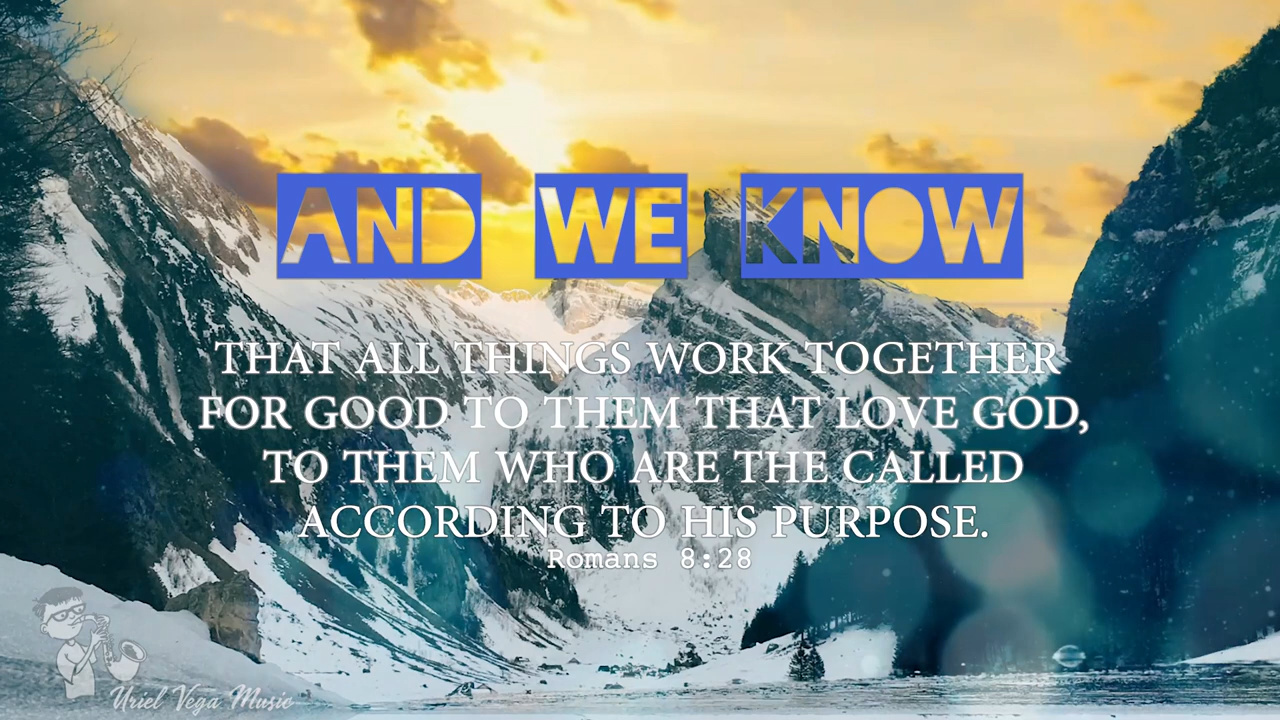 AND WE KNOW
THAT ALL THINGS WORK TOGETHER
FOR GOOD TO THEM THAT LOVE GOD,
TO THEM WHO ARE THE CALLED
ACCORDING TO HIS PURPOSE.
Romans 8:28
Uriel Vega Music